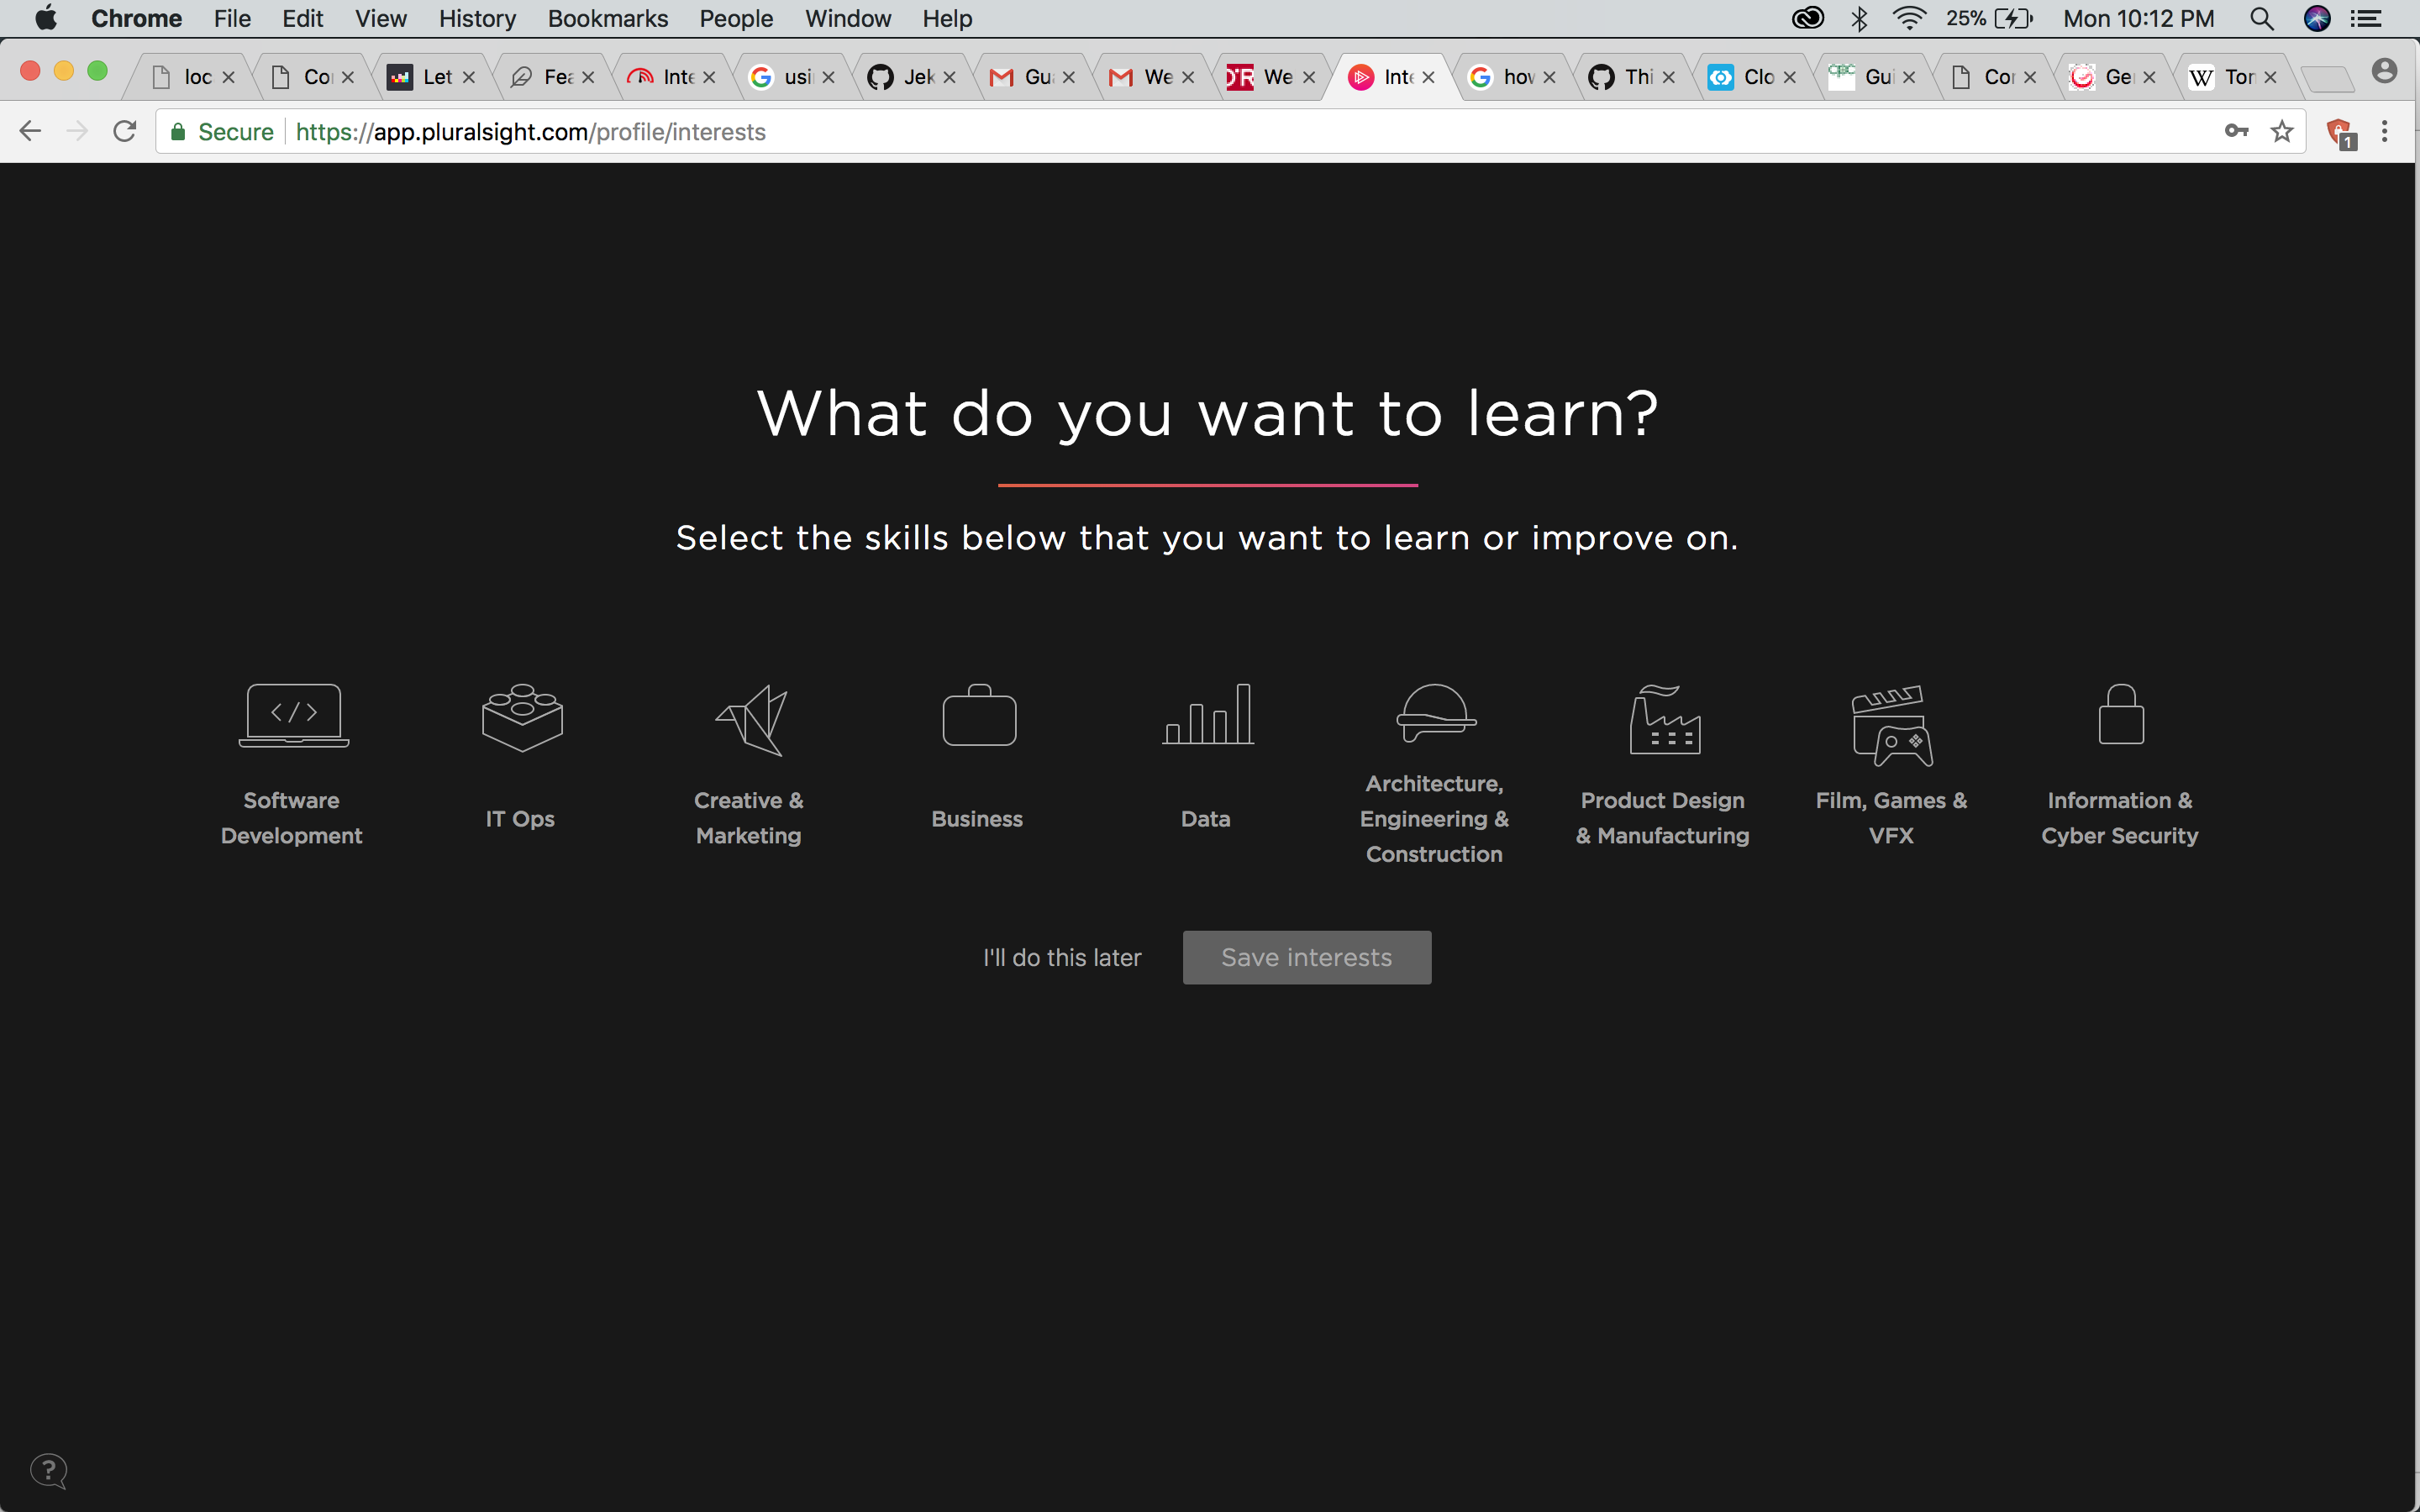 Chrome File Edit View History Bookmarks People Window Help 25% Mon 10:12 PM
loc Co Let Fea Inte usi Jek Gu We D'R We Inte how Thi Clo cpc Gui Cor Ge W Tor
Secure https://app.pluralsight.com/profile/interests 1
What do you want to learn?
Select the skills below that you want to learn or improve on.
</>
Software
Development
IT Ops
Creative &
Marketing
Business
Data
Architecture,
Engineering &
Construction
Product Design
& Manufacturing
Film, Games &
VFX
Information &
Cyber Security
I'll do this later Save interests
?